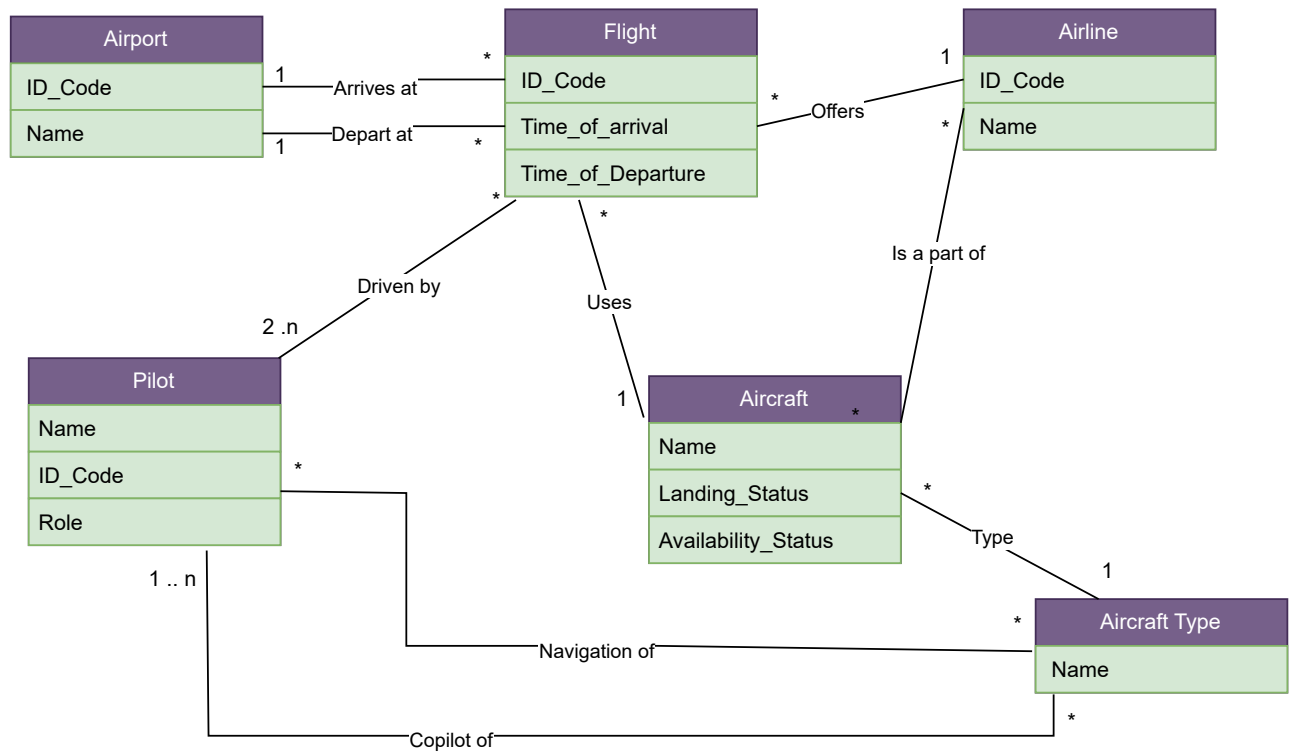 Airport
ID_Code
Name
1
Arrives at
*
1
Depart at
*
Flight
ID_Code
Time_of_arrival
Time_of_Departure
*
Offers
1
Airline
ID_Code
Name
*
Is a part of
*
*
Driven by
2 .n
*
Uses
1
Pilot
Name
ID_Code
Role
Aircraft
Name
Landing_Status
Availability_Status
*
Type
1
Aircraft Type
Name
*
Navigation of
*
1 .. n
Copilot of
*